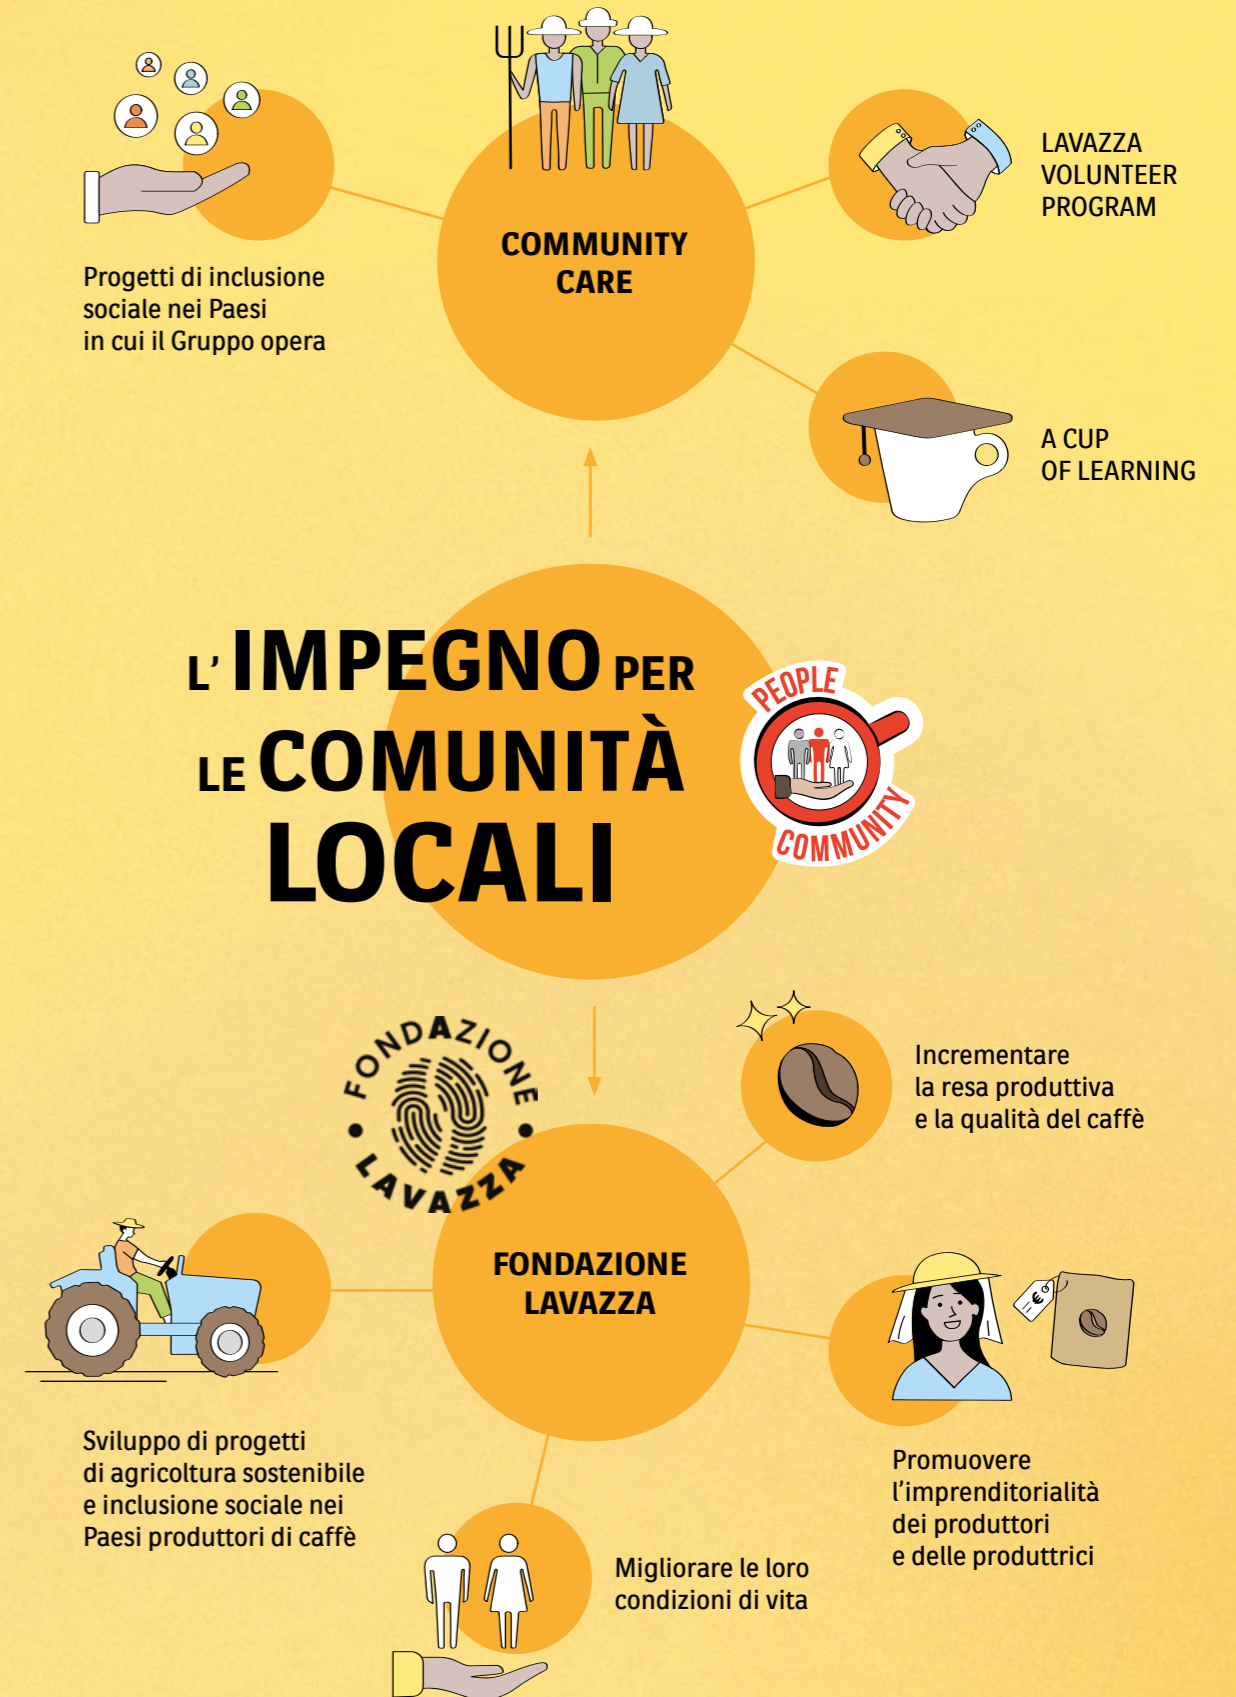 COMMUNITY
CARE
Progetti di inclusione
sociale nei Paesi
in cui il Gruppo opera
LAVAZZA
VOLUNTEER
PROGRAM
A CUP
OF LEARNING
L' IMPEGNO PER
LE COMUNITÀ
LOCALI
PEOPLE
COMMUNITY
FONDAZIONE
LAVAZZA
FONDAZIONE
LAVAZZA
Incrementare
la resa produttiva
e la qualità del caffè
€
Promuovere
l'imprenditorialità
dei produttori
e delle produttrici
Sviluppo di progetti
di agricoltura sostenibile
e inclusione sociale nei
Paesi produttori di caffè
Migliorare le loro
condizioni di vita